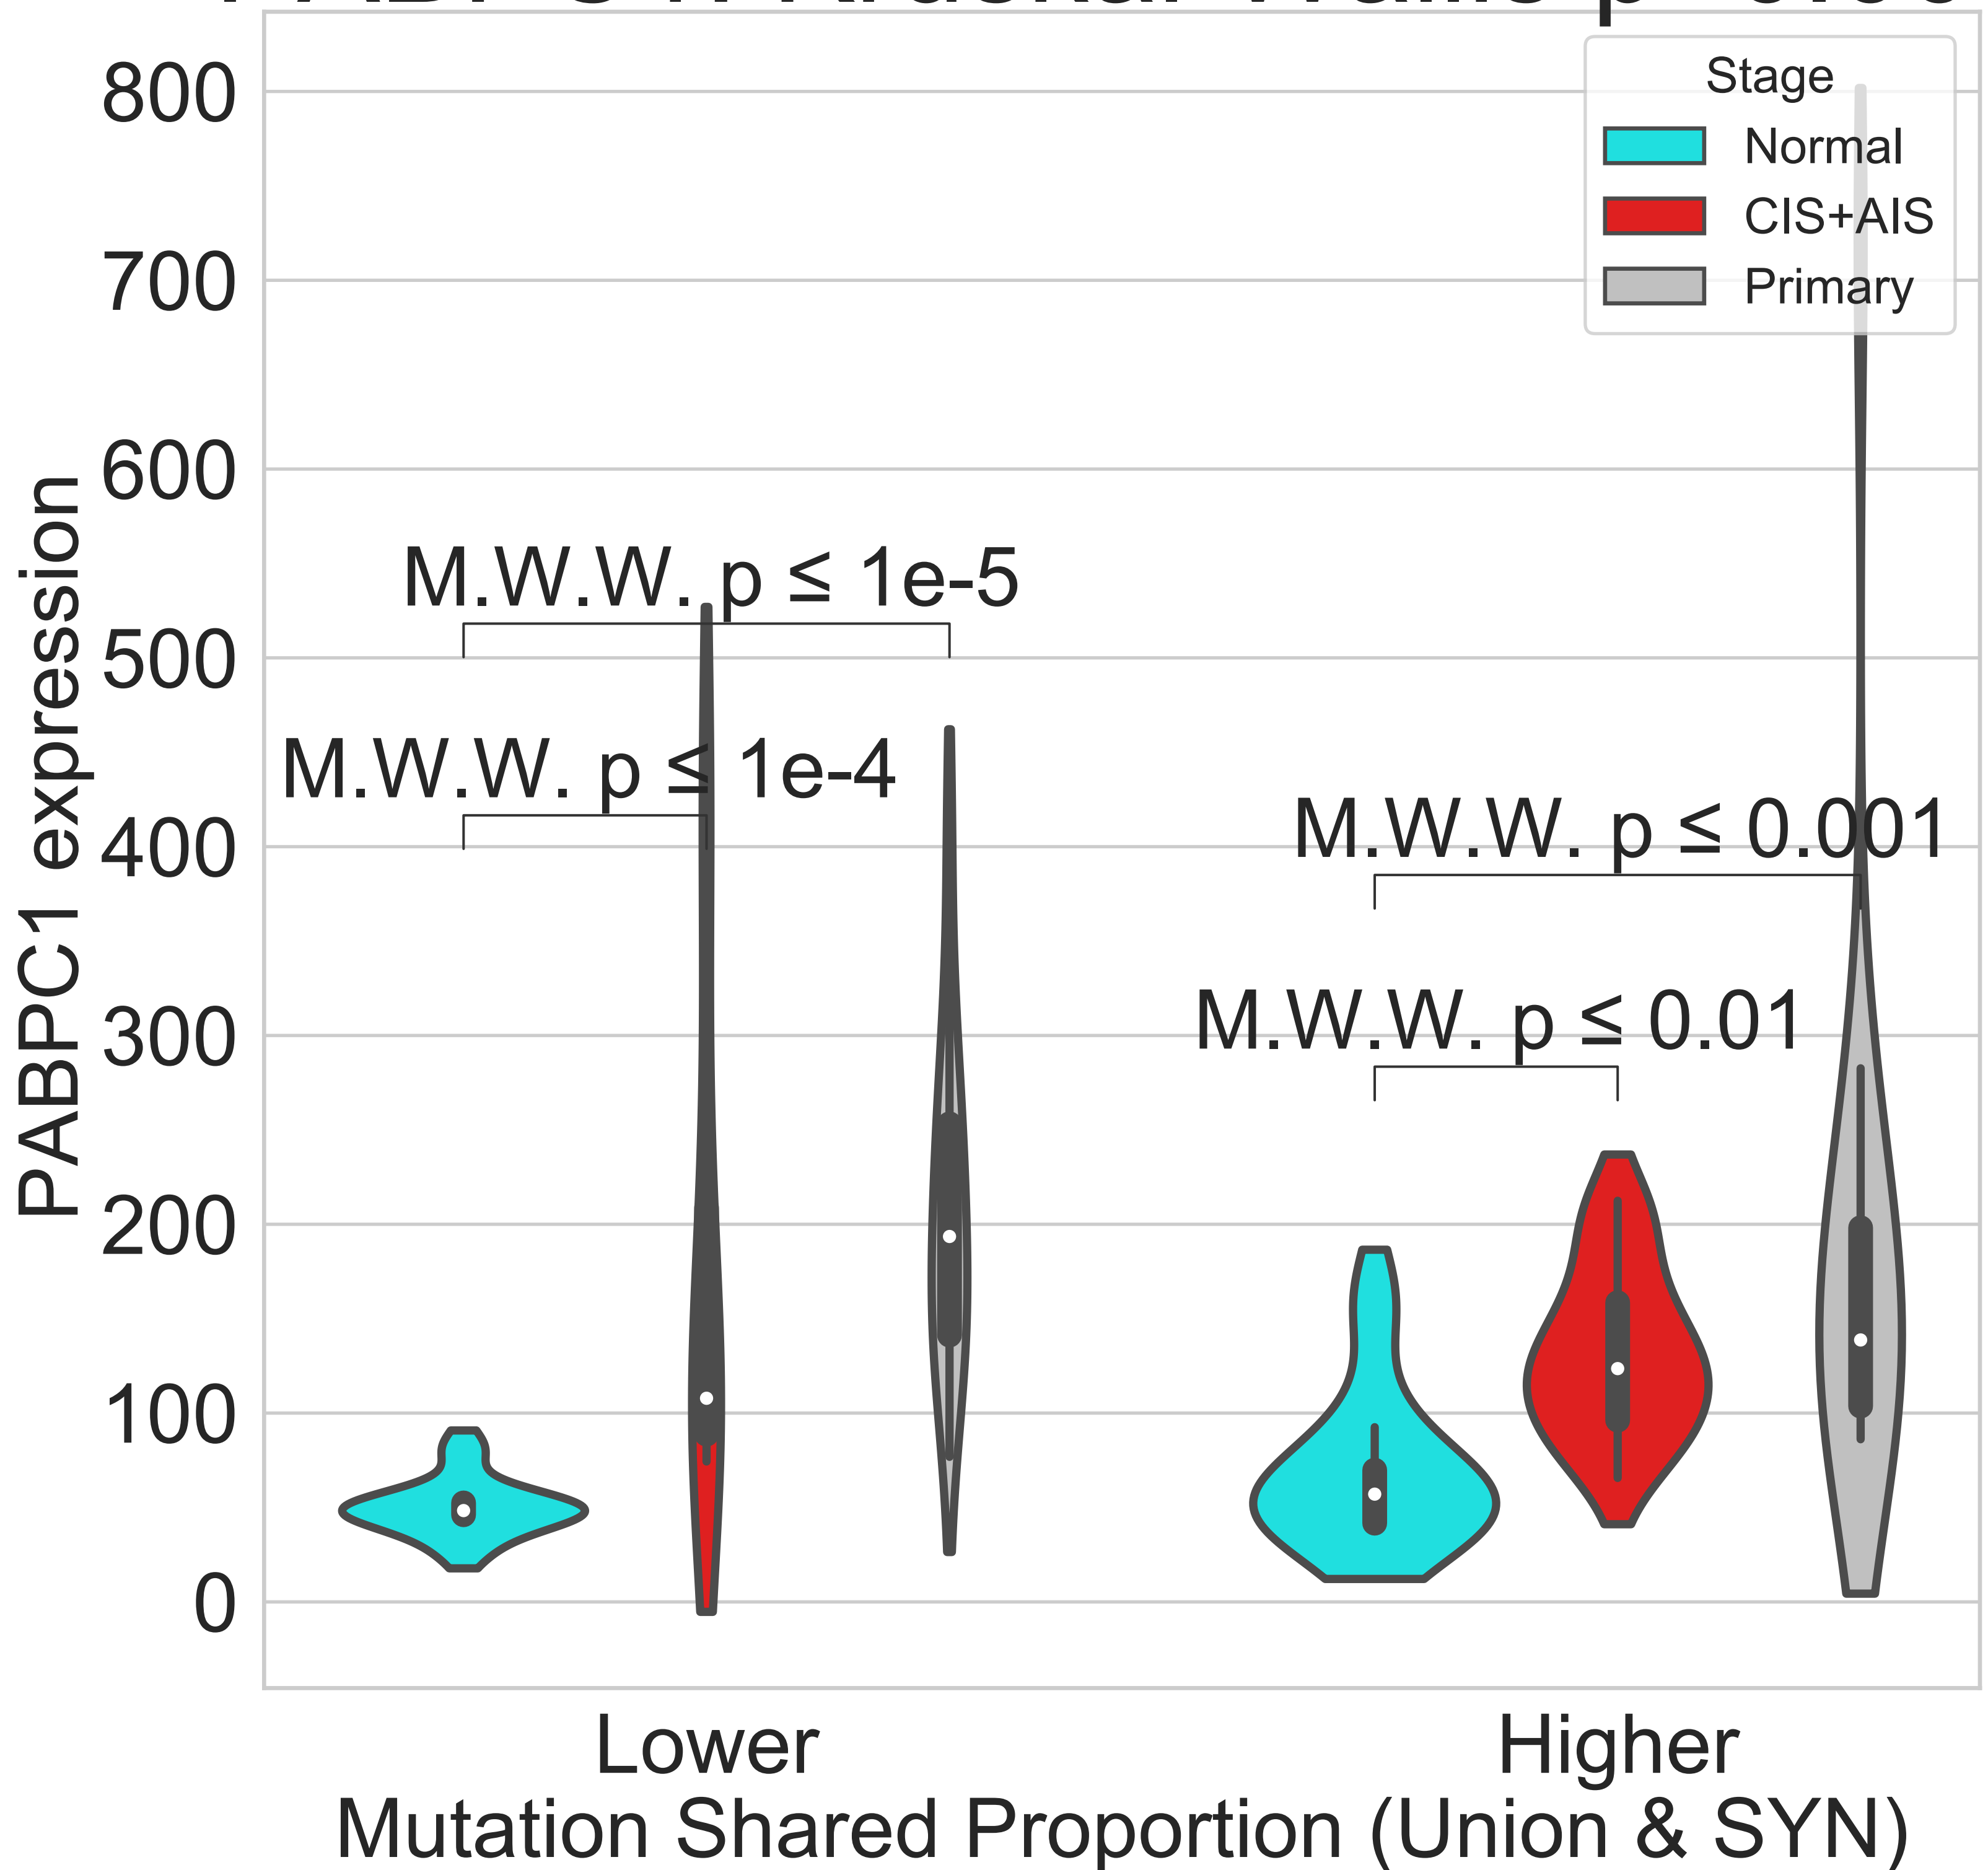 Stage
Normal
CIS+AIS
Primary
800
700
600
500
400
300
200
100
0
PABPC1 expression
M.W.W. p ≤ 1e-5
M.W.W. p ≤ 1e-4
M.W.W. p ≤ 0.001
M.W.W. p ≤ 0.01
Lower
Higher
Mutation Shared Proportion (Union & SYN)